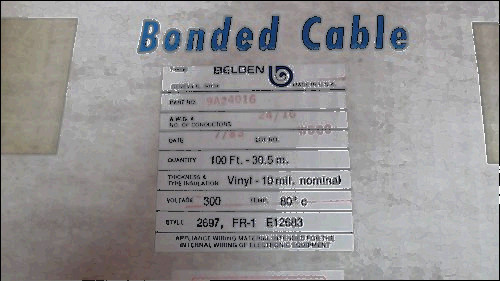 Bonded Cable
BELDEN
PART NO. 9A24016
A.W.G. &
NO. OF CONDUCTORS 24/16
DATE 7/83 LOT NO.
QUANTITY 100 Ft. - 30.5 m.
THICKNESS &
TYPE INSULATION Vinyl - 10 mil. nominal
VOLTAGE 300 TEMP. 80° c
STYLE 2697, FR-1 E12683
APPLIANCE WIRING MATERIAL INTENDED FOR THE
INTERNAL WIRING OF ELECTRONIC EQUIPMENT